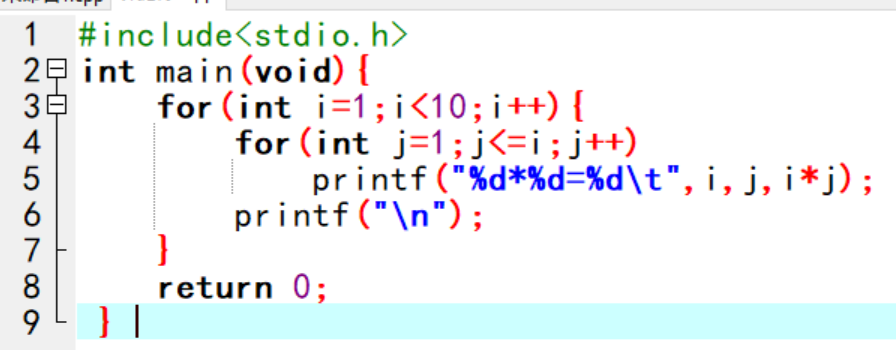 1 #include<stdio.h>
2 int main(void){
3 for(int i=1;i<10;i++){
4 for(int j=1;j<=i;j++)
5 printf("%d*%d=%d\t",i,j,i*j);
6 printf("\n");
7 }
8 return 0;
9 }